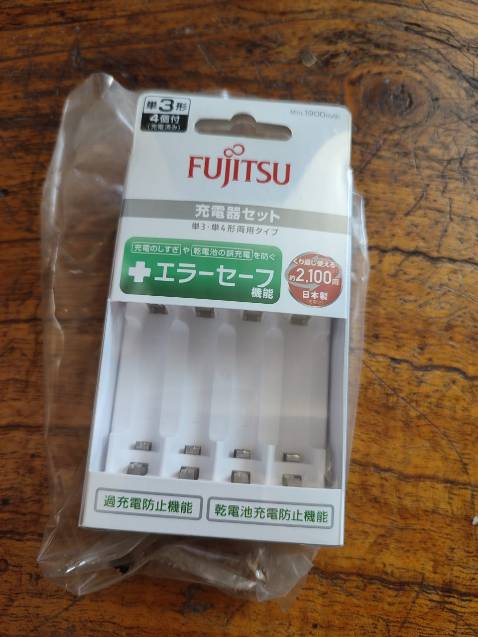 単3形
4個付
(充電済み)
Min.1900mAh
FUJITSU
充電器セット
単3・単4形両用タイプ
充電のしすぎ や 乾電池の誤充電 を防ぐ
エラーセーフ
機能
くり返し使える
約2,100回
日本製
過充電防止機能
乾電池充電防止機能